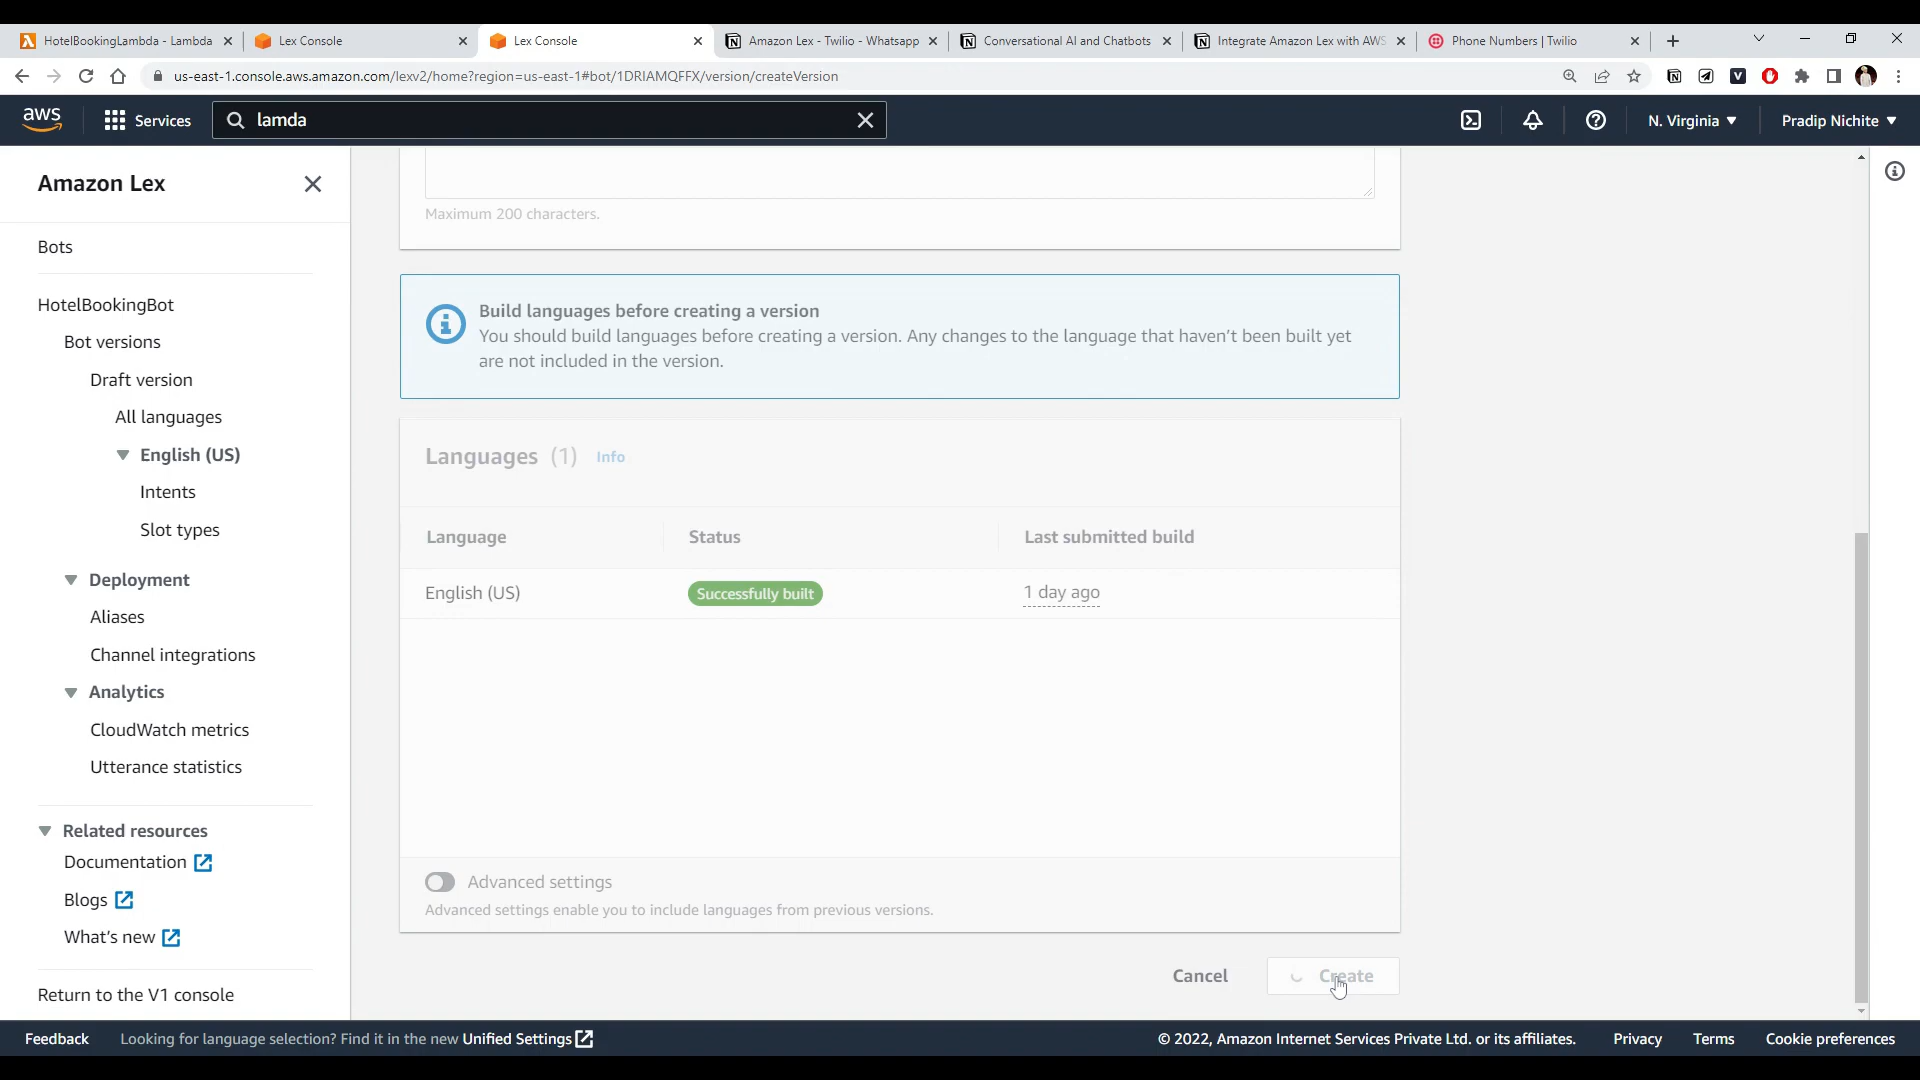 HotelBookingLambda - Lambda
Lex Console
Lex Console
Amazon Lex - Twilio - Whatsapp
Conversational AI and Chatbots
Integrate Amazon Lex with AWS
Phone Numbers | Twilio
us-east-1.console.aws.amazon.com/lexv2/home?region=us-east-1#bot/1DRIAMQFFX/version/createVersion
aws
Services
lamda
N. Virginia
Pradip Nichite
Amazon Lex
Bots
HotelBookingBot
Bot versions
Draft version
All languages
English (US)
Intents
Slot types
Deployment
Aliases
Channel integrations
Analytics
CloudWatch metrics
Utterance statistics
Related resources
Documentation
Blogs
What's new
Return to the V1 console
Maximum 200 characters.
Build languages before creating a version
You should build languages before creating a version. Any changes to the language that haven't been built yet
are not included in the version.
Languages (1) Info
Language Status Last submitted build
English (US) Successfully built 1 day ago
Advanced settings
Advanced settings enable you to include languages from previous versions.
Cancel Create
Feedback Looking for language selection? Find it in the new Unified Settings © 2022, Amazon Internet Services Private Ltd. or its affiliates. Privacy Terms Cookie preferences